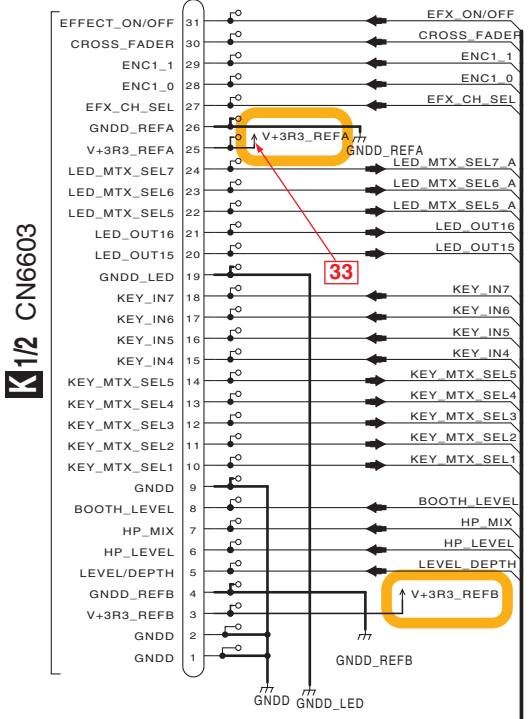 EFFECT_ON/OFF 31 EFX_ON/OFF
CROSS_FADER 30 CROSS_FADER
ENC1_1 29 ENC1_1
ENC1_0 28 ENC1_0
EFX_CH_SEL 27 EFX_CH_SEL
GNDD_REFA 26 V+3R3_REFA
V+3R3_REFA 25 GNDD_REFA
LED_MTX_SEL7 24 LED_MTX_SEL7_A
LED_MTX_SEL6 23 LED_MTX_SEL6_A
LED_MTX_SEL5 22 LED_MTX_SEL5_A
LED_OUT16 21 LED_OUT16
LED_OUT15 20 LED_OUT15
GNDD_LED 19 33
KEY_IN7 18 KEY_IN7
KEY_IN6 17 KEY_IN6
KEY_IN5 16 KEY_IN5
KEY_IN4 15 KEY_IN4
KEY_MTX_SEL5 14 KEY_MTX_SEL5
KEY_MTX_SEL4 13 KEY_MTX_SEL4
KEY_MTX_SEL3 12 KEY_MTX_SEL3
KEY_MTX_SEL2 11 KEY_MTX_SEL2
KEY_MTX_SEL1 10 KEY_MTX_SEL1
GNDD 9
BOOTH_LEVEL 8 BOOTH_LEVEL
HP_MIX 7 HP_MIX
HP_LEVEL 6 HP_LEVEL
LEVEL/DEPTH 5 LEVEL_DEPTH
GNDD_REFB 4 V+3R3_REFB
V+3R3_REFB 3
GNDD 2
GNDD 1
GNDD_REFB
GNDD GNDD_LED
K 1/2 CN6603